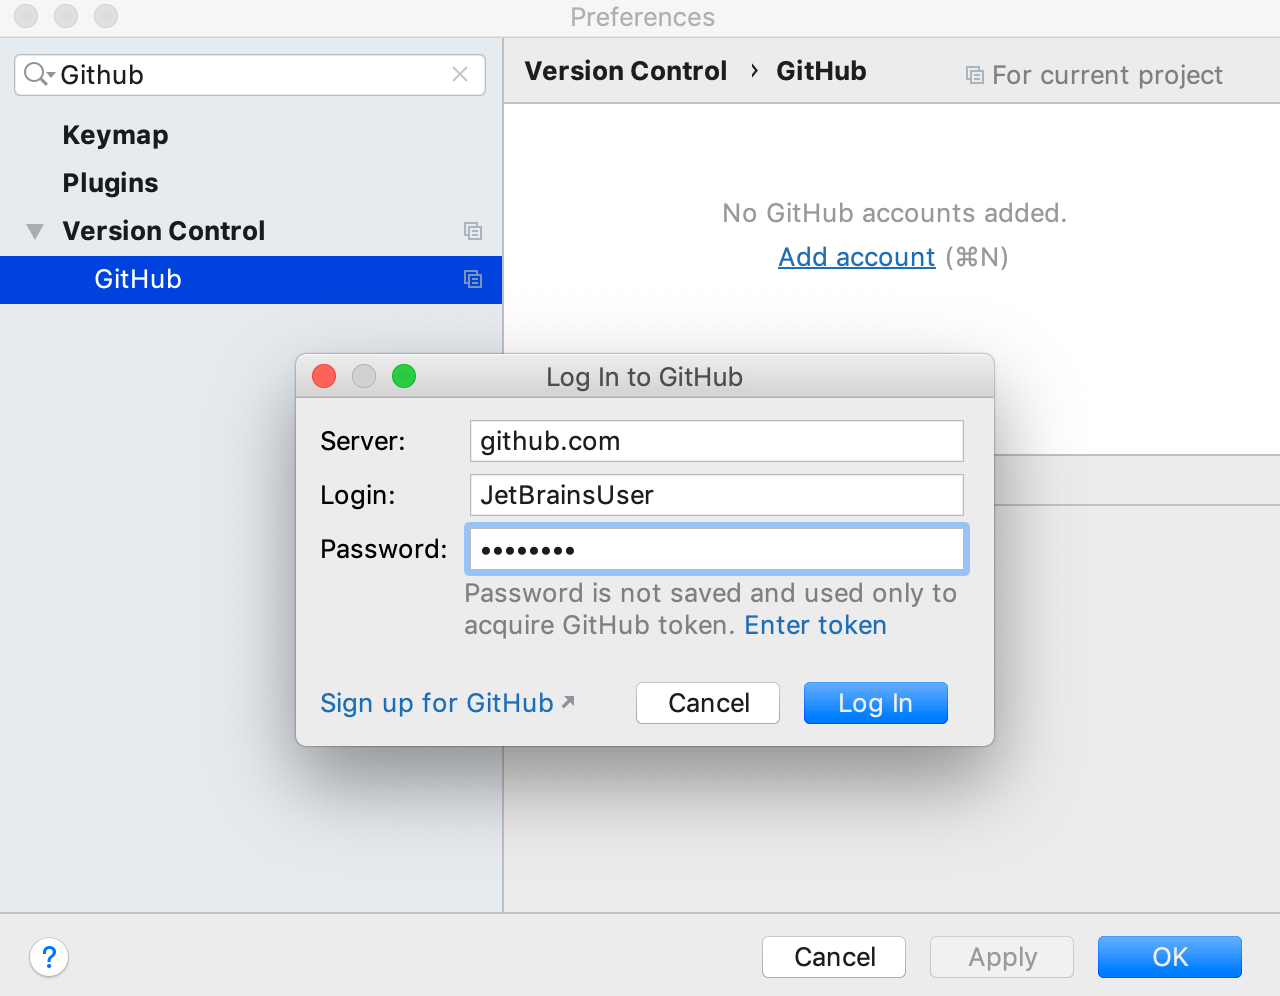 Preferences
Github
Keymap
Plugins
Version Control
GitHub
Version Control › GitHub
For current project
No GitHub accounts added.
Add account (⌘N)
Log In to GitHub
Server: github.com
Login: JetBrainsUser
Password: ••••••••
Password is not saved and used only to
acquire GitHub token. Enter token
Sign up for GitHub
Cancel
Log In
?
Cancel
Apply
OK